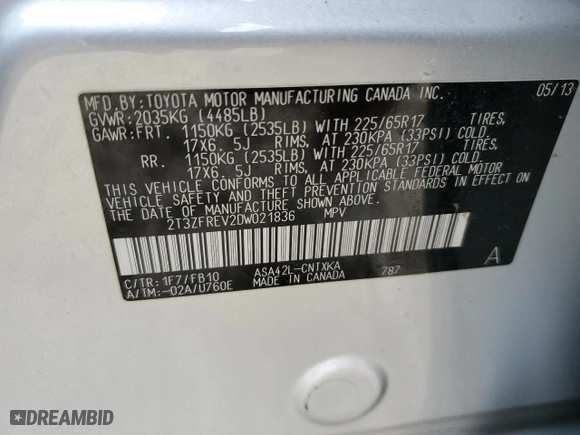 MFD.BY:TOYOTA MOTOR MANUFACTURING CANADA INC. 05/13
GVWR:2035KG (4485LB)
GAWR:FRT. 1150KG (2535LB) WITH 225/65R17 TIRES,
17X6. 5J RIMS, AT 230KPA (33PSI) COLD.
RR. 1150KG (2535LB) WITH 225/65R17 TIRES,
17X6. 5J RIMS, AT 230KPA (33PSI) COLD.
THIS VEHICLE CONFORMS TO ALL APPLICABLE FEDERAL MOTOR
VEHICLE SAFETY AND THEFT PREVENTION STANDARDS IN EFFECT
ON THE DATE OF MANUFACTURE SHOWN ABOVE.
2T3ZFREV2DW021836 MPV
C/TR:1F7/FB10 ASA42L-CNTXKA 787 A
A/TM:-02A/U760E MADE IN CANADA
DREAMBID